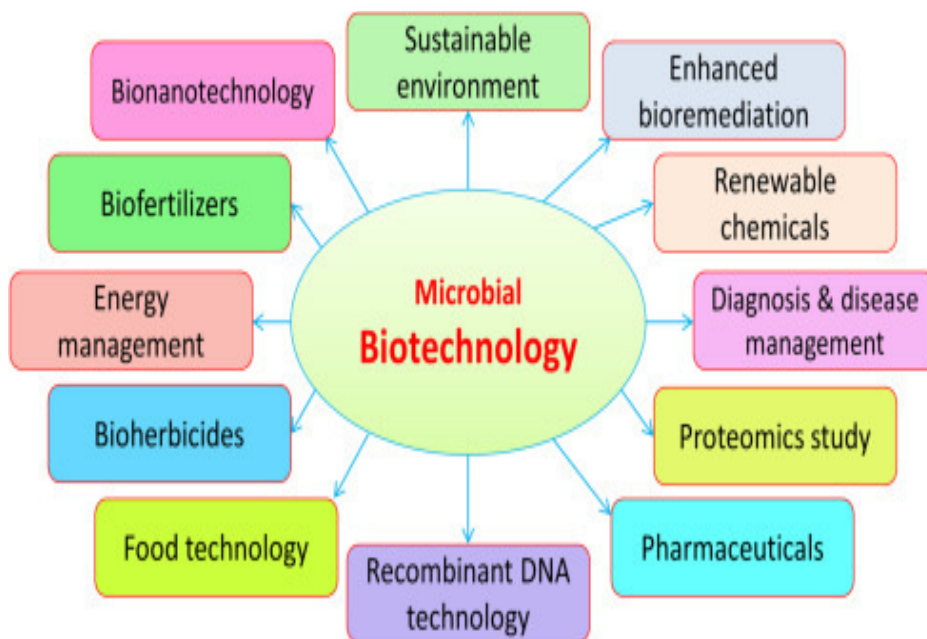 Sustainable
environment
Enhanced
bioremediation
Bionanotechnology
Renewable
chemicals
Biofertilizers
Microbial
Biotechnology
Energy
management
Diagnosis & disease
management
Bioherbicides
Proteomics study
Food technology
Pharmaceuticals
Recombinant DNA
technology